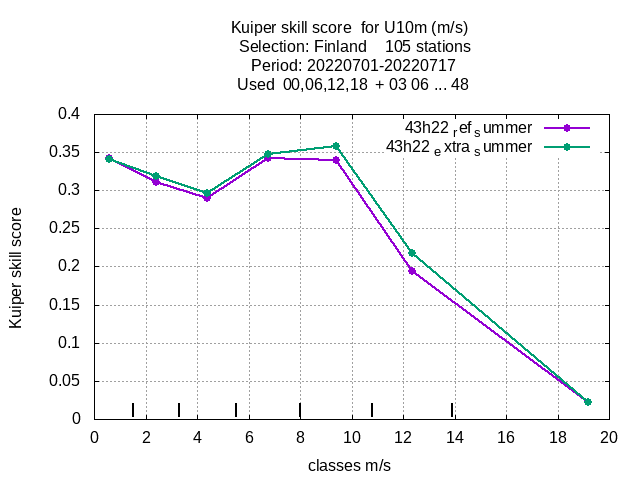 Kuiper skill score  for U10m (m/s)
Selection: Finland    105 stations
Period: 20220701-20220717
Used  00,06,12,18  + 03 06 ... 48
43h22 ref summer
43h22 extra summer
0.4
0.35
0.3
0.25
0.2
0.15
0.1
0.05
0
Kuiper skill score
0 2 4 6 8 10 12 14 16 18 20
classes m/s